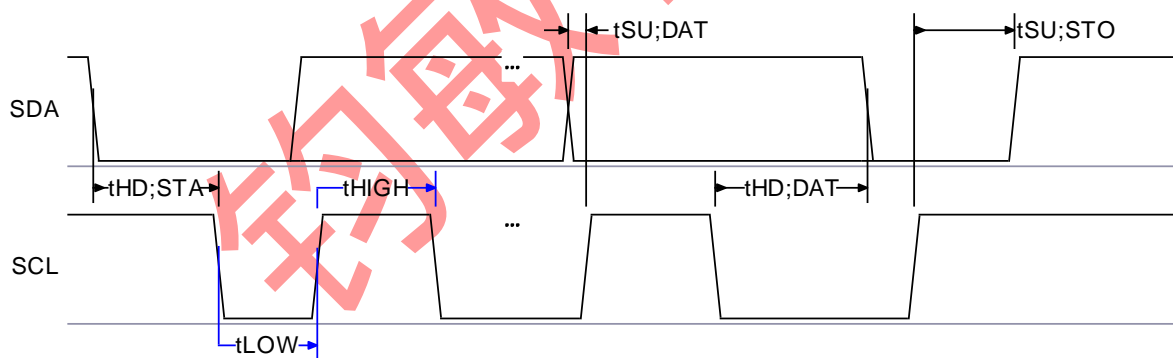 tSU;DAT
tSU;STO
...
SDA
tHD;STA
tHIGH
tHD;DAT
...
SCL
tLOW